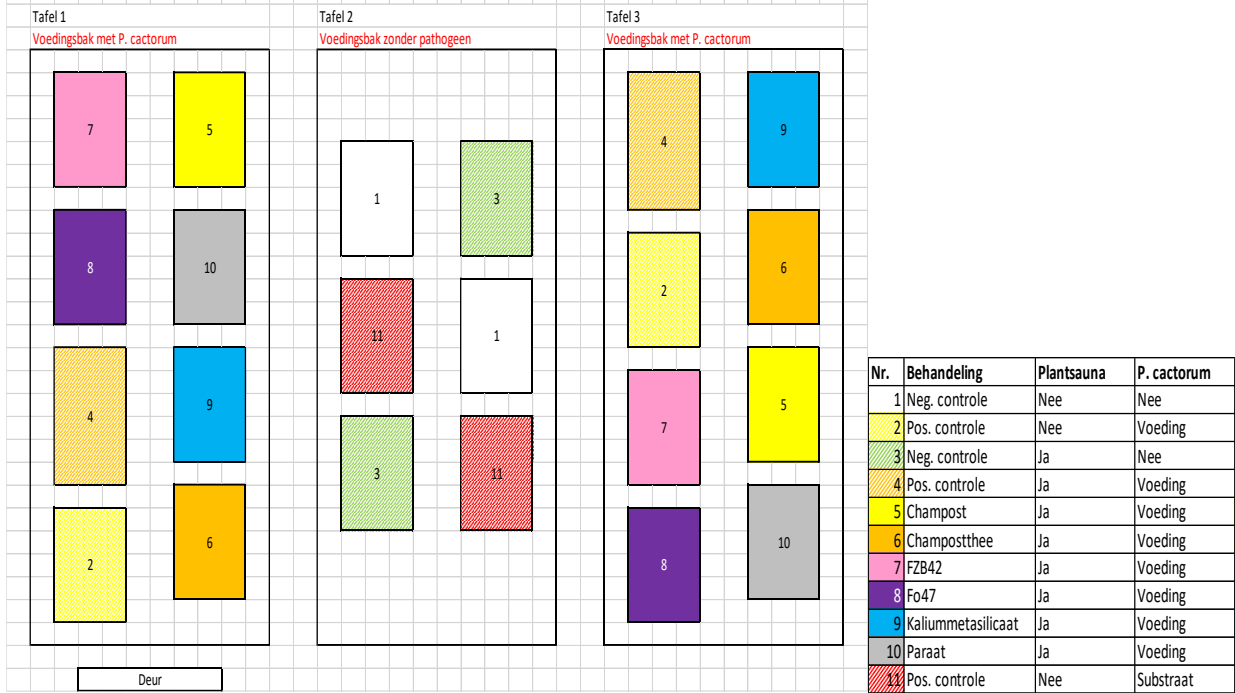 Tafel 1
Voedingsbak met P. cactorum
7
5
8
10
4
9
2
6
Deur
Tafel 2
Voedingsbak zonder pathogeen
1
3
11
1
3
11
Tafel 3
Voedingsbak met P. cactorum
4
9
2
6
7
5
8
10
Nr. Behandeling Plantsauna P. cactorum
1 Neg. controle Nee Nee
2 Pos. controle Nee Voeding
3 Neg. controle Ja Nee
4 Pos. controle Ja Voeding
5 Champost Ja Voeding
6 Champostthee Ja Voeding
7 FZB42 Ja Voeding
8 Fo47 Ja Voeding
9 Kaliummetasilicaat Ja Voeding
10 Paraat Ja Voeding
11 Pos. controle Nee Substraat